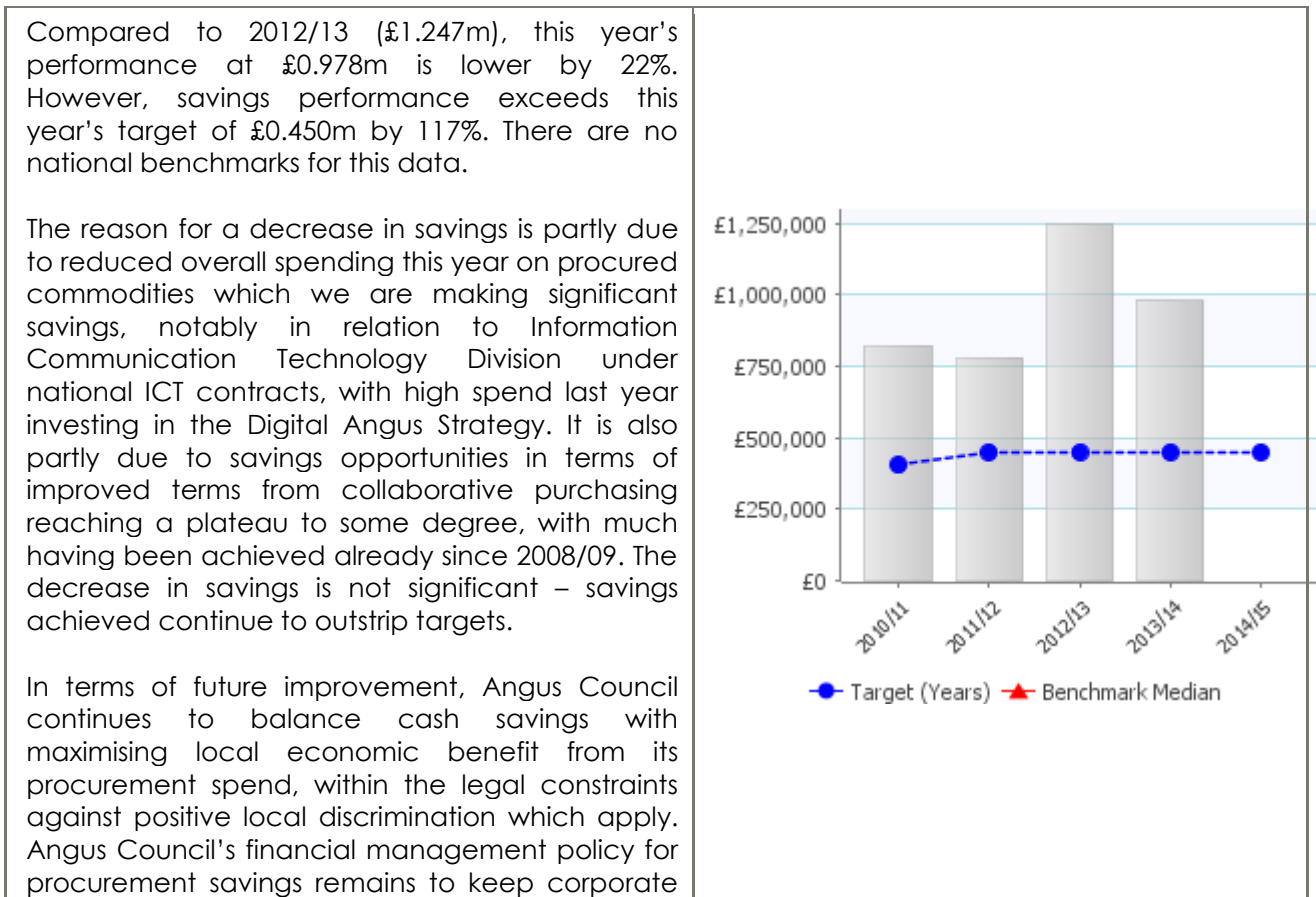 Compared to 2012/13 (£1.247m), this year's
performance at £0.978m is lower by 22%.
However, savings performance exceeds this
year's target of £0.450m by 117%. There are no
national benchmarks for this data.
The reason for a decrease in savings is partly due
to reduced overall spending this year on procured
commodities which we are making significant
savings, notably in relation to Information
Communication Technology Division under
national ICT contracts, with high spend last year
investing in the Digital Angus Strategy. It is also
partly due to savings opportunities in terms of
improved terms from collaborative purchasing
reaching a plateau to some degree, with much
having been achieved already since 2008/09. The
decrease in savings is not significant – savings
achieved continue to outstrip targets.
In terms of future improvement, Angus Council
continues to balance cash savings with
maximising local economic benefit from its
procurement spend, within the legal constraints
against positive local discrimination which apply.
Angus Council's financial management policy for
procurement savings remains to keep corporate
£1,250,000
£1,000,000
£750,000
£500,000
£250,000
£0
2010/11
2011/12
2012/13
2013/14
2014/15
Target (Years)
Benchmark Median